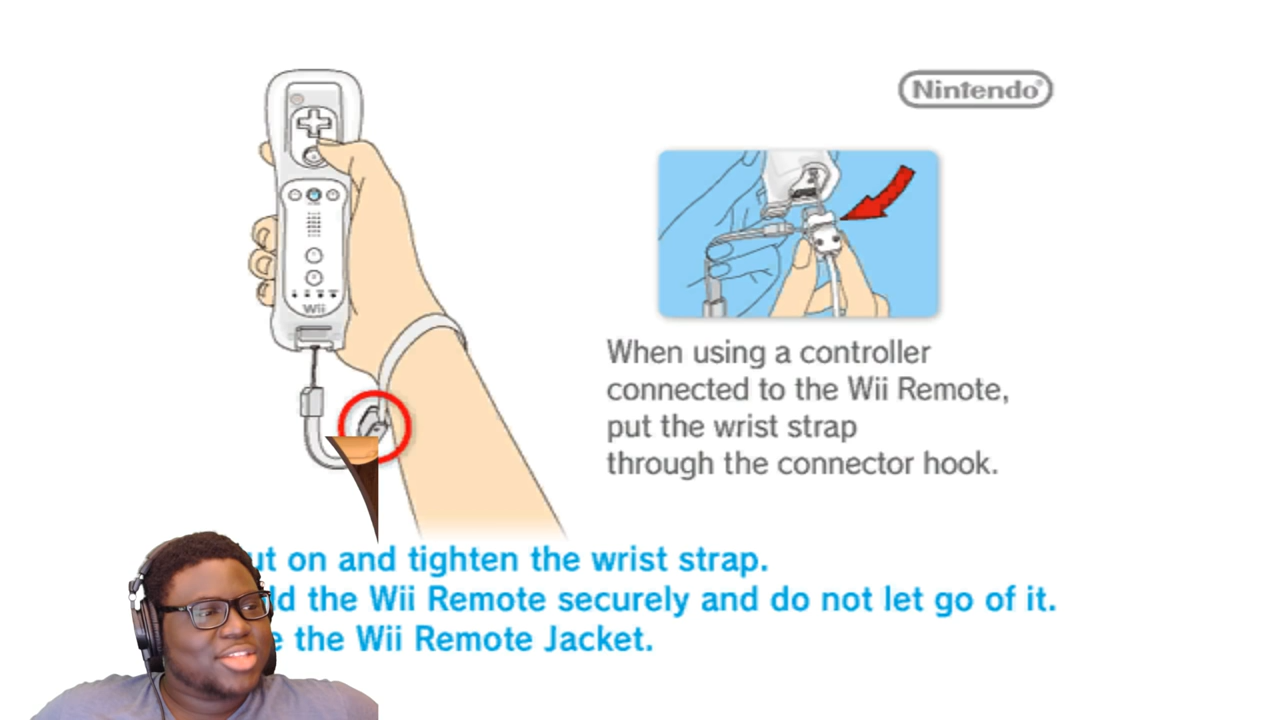 Nintendo®
Wii
When using a controller
connected to the Wii Remote,
put the wrist strap
through the connector hook.
ut on and tighten the wrist strap.
ld the Wii Remote securely and do not let go of it.
e the Wii Remote Jacket.